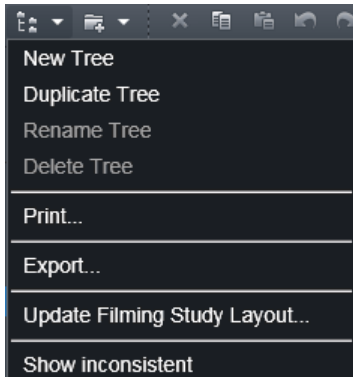 New Tree
Duplicate Tree
Rename Tree
Delete Tree
Print...
Export...
Update Filming Study Layout...
Show inconsistent